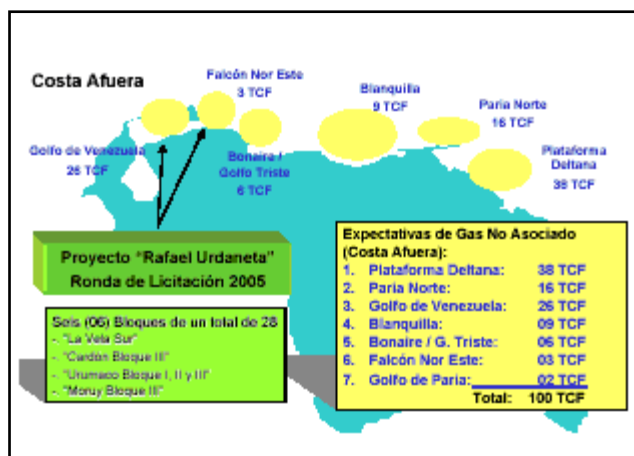 Costa Afuera
Falcón Nor Este
3 TCF
Blanquilla
9 TCF
Paria Norte
16 TCF
Golfo de Venezuela
26 TCF
Bonaira /
Golfo Triste
6 TCF
Plataforma
Deltana
38 TCF
Proyecto “Rafael Urdaneta”
Ronda de Licitación 2005
Seis (06) Bloques de un total de 28
-. “La Vela Sur”
-. “Cardón Bloque III”
-. “Urumaco Bloque I, II y III”
-. “Moruy Bloque III”
Expectativas de Gas No Asociado
(Costa Afuera):
1. Plataforma Deltana: 38 TCF
2. Paria Norte: 16 TCF
3. Golfo de Venezuela: 26 TCF
4. Blanquilla: 09 TCF
5. Bonaire / G. Triste: 06 TCF
6. Falcón Nor Este: 03 TCF
7. Golfo de Paria: 02 TCF
Total: 100 TCF